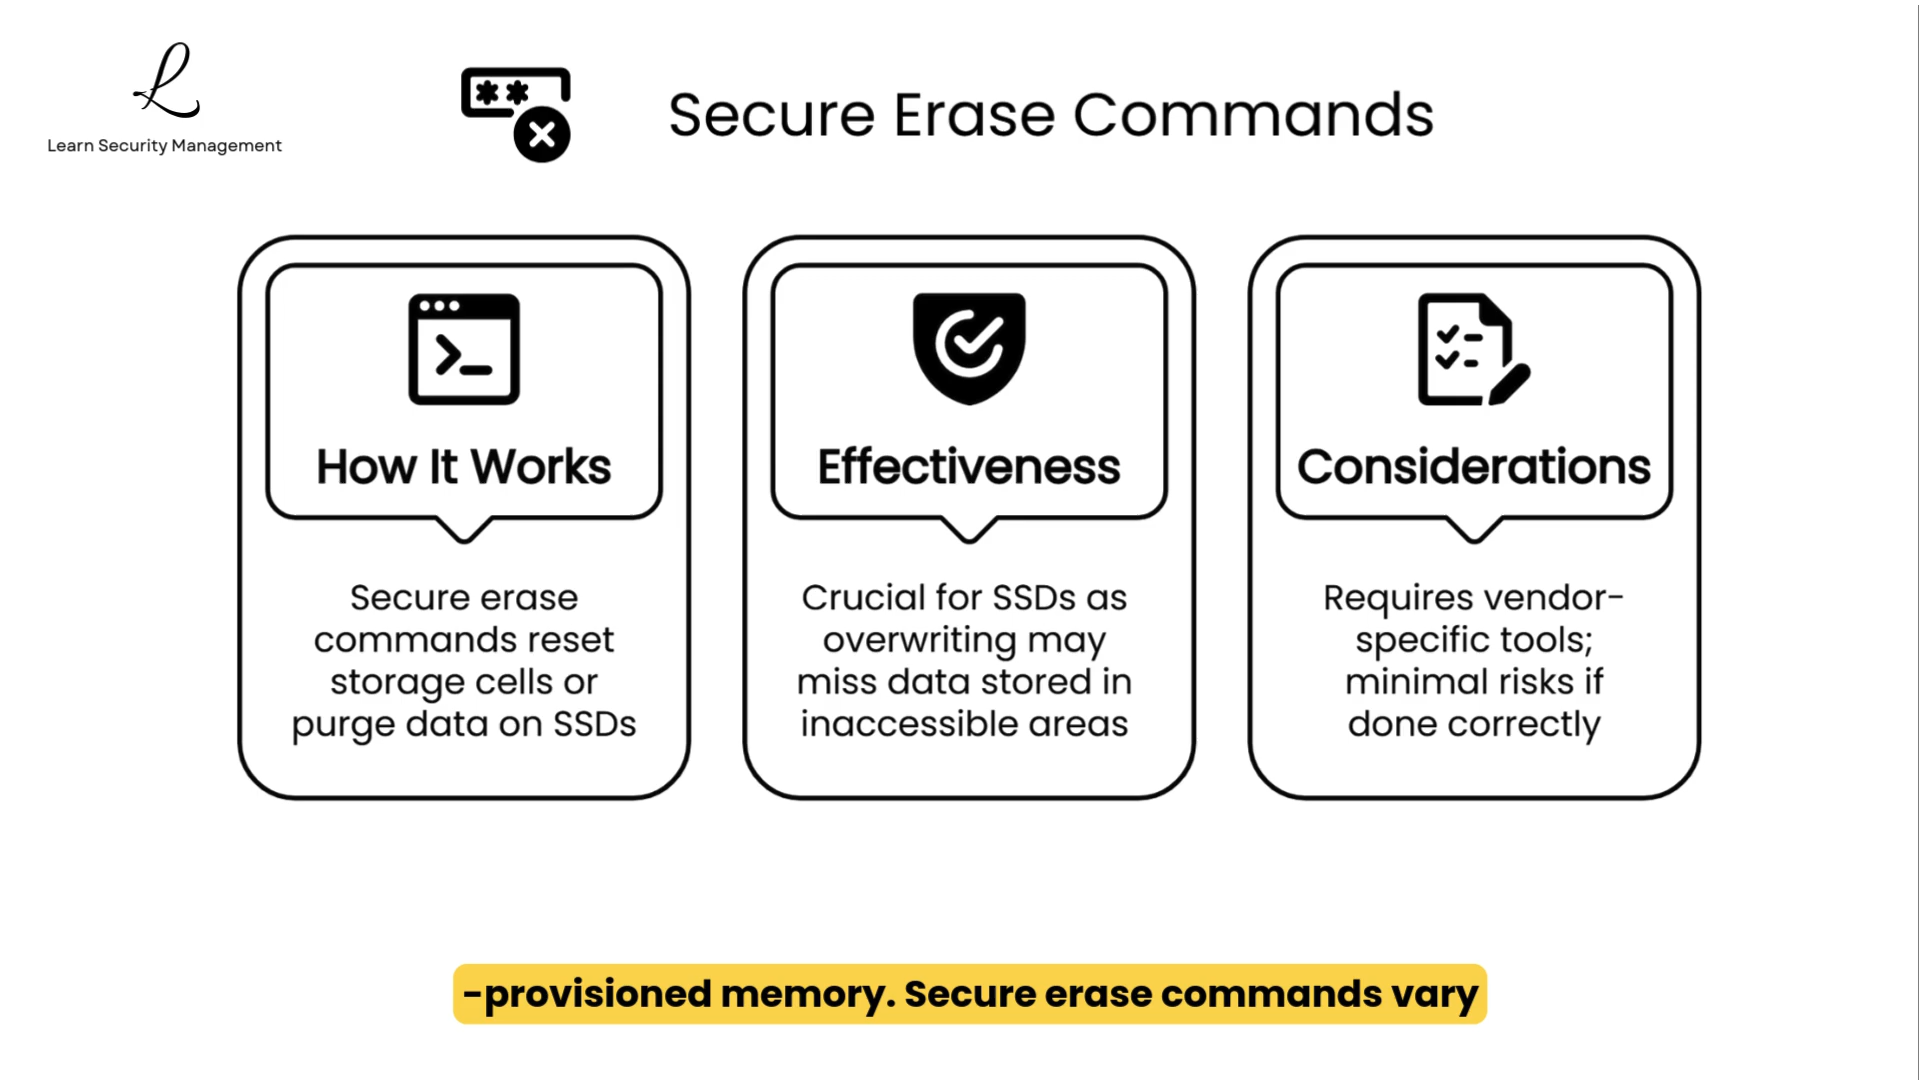 L
Learn Security Management
**
Secure Erase Commands
How It Works
Secure erase
commands reset
storage cells or
purge data on SSDs
Effectiveness
Crucial for SSDs as
overwriting may
miss data stored in
inaccessible areas
Considerations
Requires vendor-
specific tools;
minimal risks if
done correctly
-provisioned memory. Secure erase commands vary